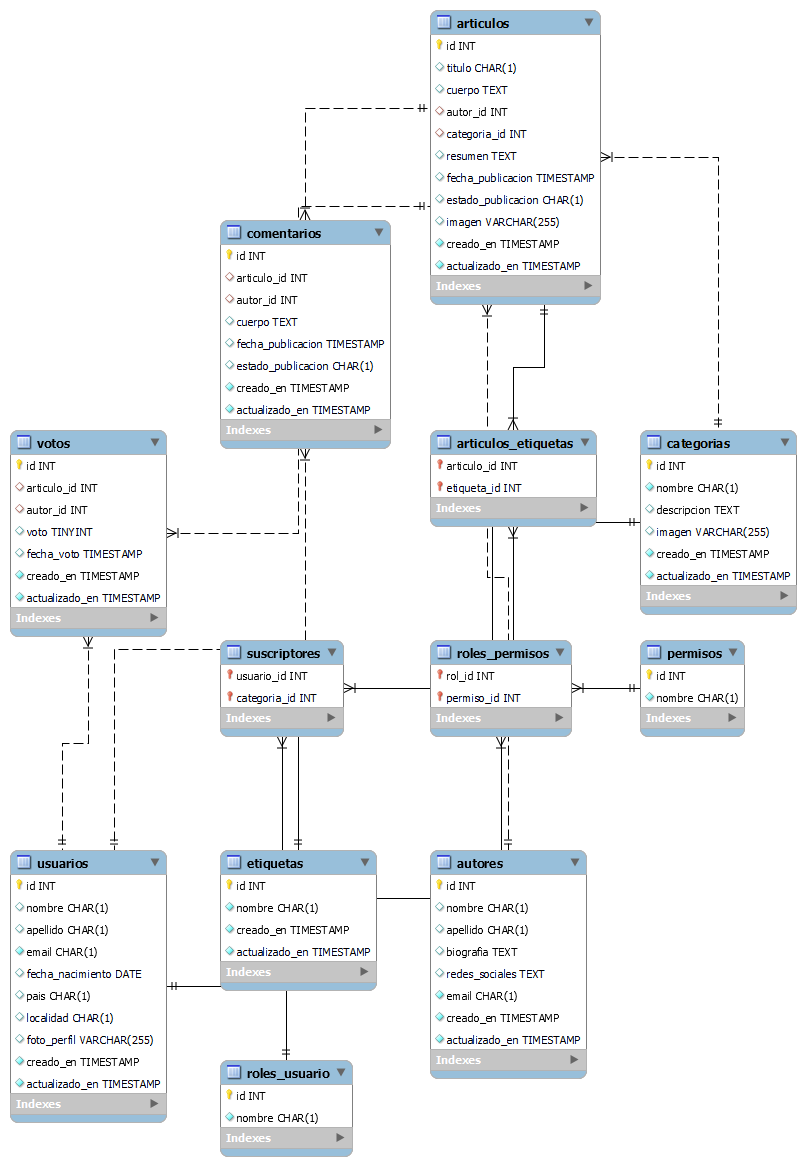 articulos
id INT
titulo CHAR(1)
cuerpo TEXT
autor_id INT
categoria_id INT
resumen TEXT
fecha_publicacion TIMESTAMP
estado_publicacion CHAR(1)
imagen VARCHAR(255)
creado_en TIMESTAMP
actualizado_en TIMESTAMP
Indexes
comentarios
id INT
articulo_id INT
autor_id INT
cuerpo TEXT
fecha_publicacion TIMESTAMP
estado_publicacion CHAR(1)
creado_en TIMESTAMP
actualizado_en TIMESTAMP
Indexes
votos
id INT
articulo_id INT
autor_id INT
voto TINYINT
fecha_voto TIMESTAMP
creado_en TIMESTAMP
actualizado_en TIMESTAMP
Indexes
articulos_etiquetas
articulo_id INT
etiqueta_id INT
Indexes
categorias
id INT
nombre CHAR(1)
descripcion TEXT
imagen VARCHAR(255)
creado_en TIMESTAMP
actualizado_en TIMESTAMP
Indexes
suscriptores
usuario_id INT
categoria_id INT
Indexes
roles_permisos
rol_id INT
permiso_id INT
Indexes
permisos
id INT
nombre CHAR(1)
Indexes
usuarios
id INT
nombre CHAR(1)
apellido CHAR(1)
email CHAR(1)
fecha_nacimiento DATE
pais CHAR(1)
localidad CHAR(1)
foto_perfil VARCHAR(255)
creado_en TIMESTAMP
actualizado_en TIMESTAMP
Indexes
etiquetas
id INT
nombre CHAR(1)
creado_en TIMESTAMP
actualizado_en TIMESTAMP
Indexes
autores
id INT
nombre CHAR(1)
apellido CHAR(1)
biografia TEXT
redes_sociales TEXT
email CHAR(1)
creado_en TIMESTAMP
actualizado_en TIMESTAMP
Indexes
roles_usuario
id INT
nombre CHAR(1)
Indexes